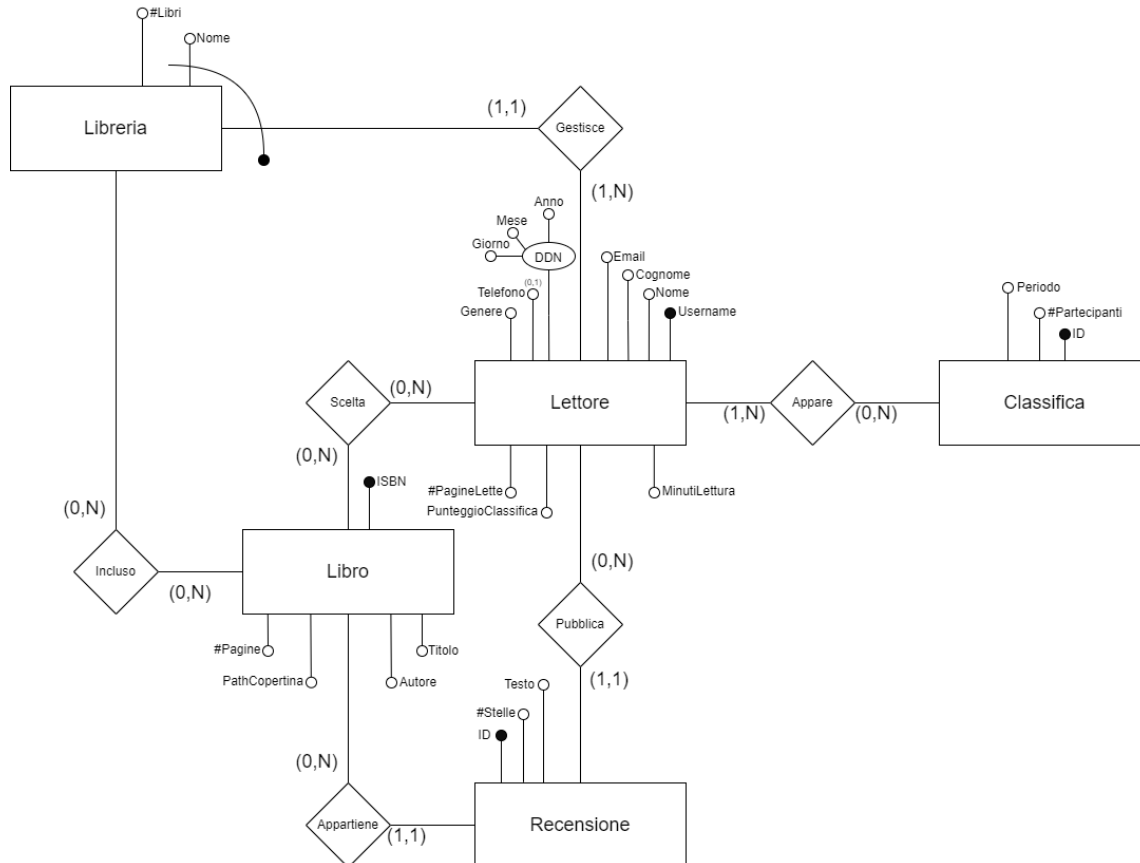 #Libri
Nome
Libreria
(1,1)
Gestisce
(1,N)
Anno
Mese
Giorno
DDN
Email
Cognome
Telefono
(0,1)
Nome
Genere
Username
Periodo
#Partecipanti
ID
Scelta
(0,N)
Lettore
(1,N)
Appare
(0,N)
Classifica
(0,N)
ISBN
#PagineLette
MinutiLettura
PunteggioClassifica
(0,N)
Incluso
(0,N)
Libro
(0,N)
Pubblica
(1,1)
#Pagine
Titolo
PathCopertina
Autore
Testo
#Stelle
ID
(0,N)
Appartiene
(1,1)
Recensione